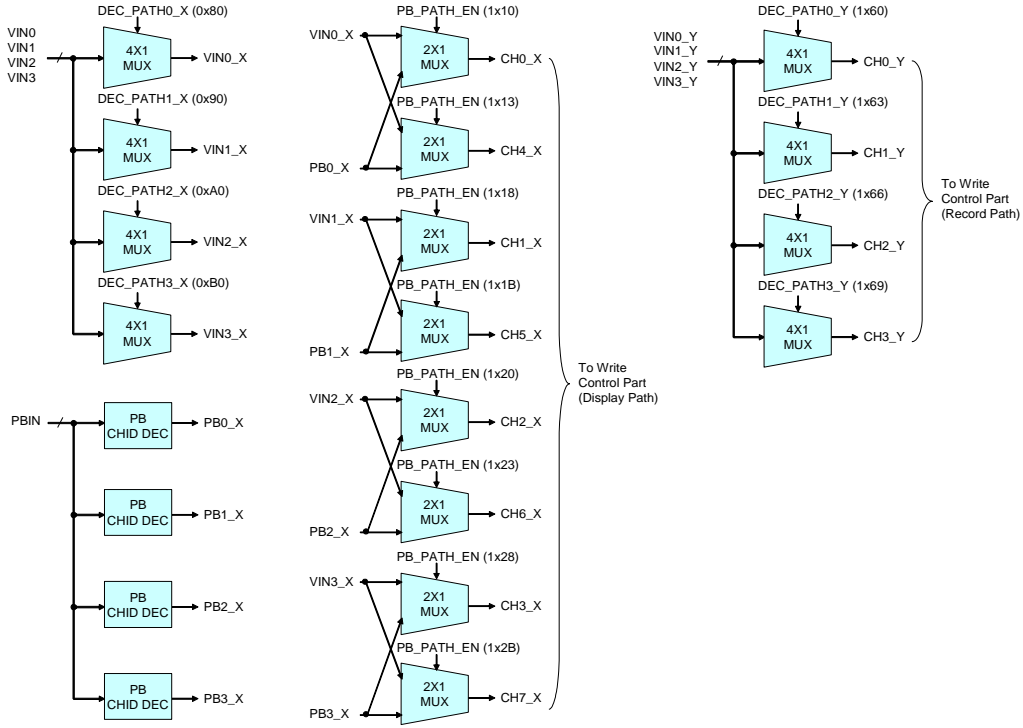 DEC_PATH0_X (0x80)
VIN0
VIN1
VIN2
VIN3
4X1
MUX
VIN0_X
DEC_PATH1_X (0x90)
4X1
MUX
VIN1_X
DEC_PATH2_X (0xA0)
4X1
MUX
VIN2_X
DEC_PATH3_X (0xB0)
4X1
MUX
VIN3_X
PBIN
PB
CHID DEC
PB0_X
PB
CHID DEC
PB1_X
PB
CHID DEC
PB2_X
PB
CHID DEC
PB3_X
PB_PATH_EN (1x10)
VIN0_X
2X1
MUX
CH0_X
PB_PATH_EN (1x13)
2X1
MUX
CH4_X
PB0_X
PB_PATH_EN (1x18)
VIN1_X
2X1
MUX
CH1_X
PB_PATH_EN (1x1B)
2X1
MUX
CH5_X
PB1_X
PB_PATH_EN (1x20)
VIN2_X
2X1
MUX
CH2_X
PB_PATH_EN (1x23)
2X1
MUX
CH6_X
PB2_X
PB_PATH_EN (1x28)
VIN3_X
2X1
MUX
CH3_X
PB_PATH_EN (1x2B)
2X1
MUX
CH7_X
PB3_X
To Write
Control Part
(Display Path)
DEC_PATH0_Y (1x60)
VIN0_Y
VIN1_Y
VIN2_Y
VIN3_Y
4X1
MUX
CH0_Y
DEC_PATH1_Y (1x63)
4X1
MUX
CH1_Y
DEC_PATH2_Y (1x66)
4X1
MUX
CH2_Y
DEC_PATH3_Y (1x69)
4X1
MUX
CH3_Y
To Write
Control Part
(Record Path)